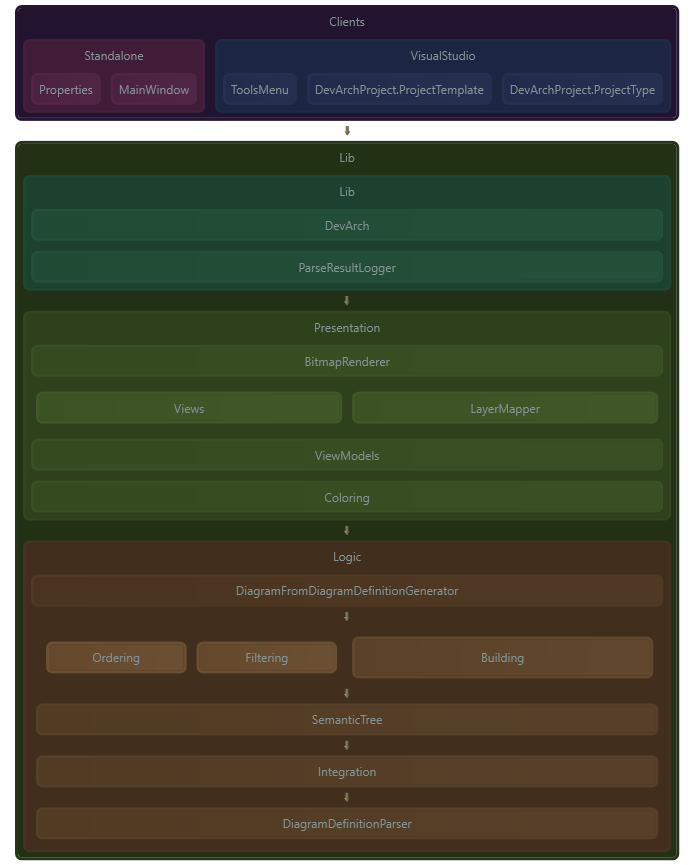 Clients
Standalone
VisualStudio
Properties
MainWindow
ToolsMenu
DevArchProject.ProjectTemplate
DevArchProject.ProjectType
Lib
Lib
DevArch
ParseResultLogger
Presentation
BitmapRenderer
Views
LayerMapper
ViewModels
Coloring
Logic
DiagramFromDiagramDefinitionGenerator
Ordering
Filtering
Building
SemanticTree
Integration
DiagramDefinitionParser